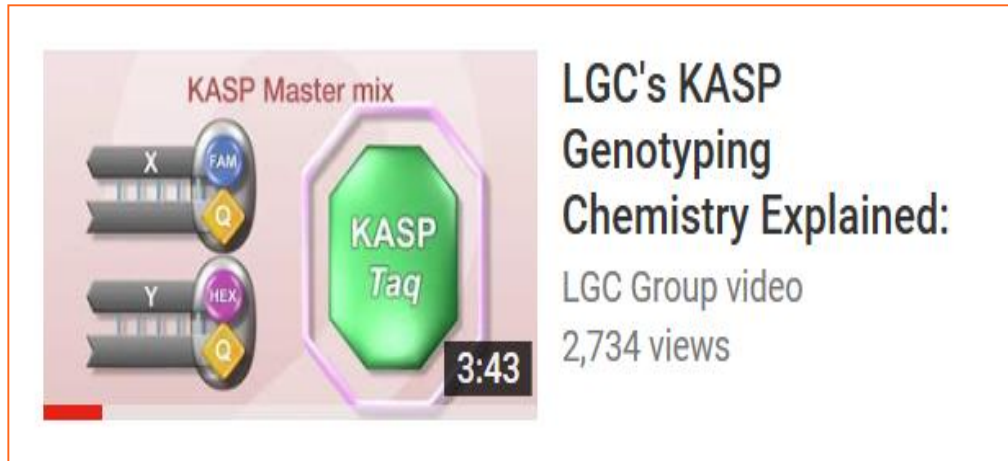 KASP Master mix
X
FAM
Q
KASP
Taq
Y
HEX
Q
3:43
LGC's KASP
Genotyping
Chemistry Explained:
LGC Group video
2,734 views